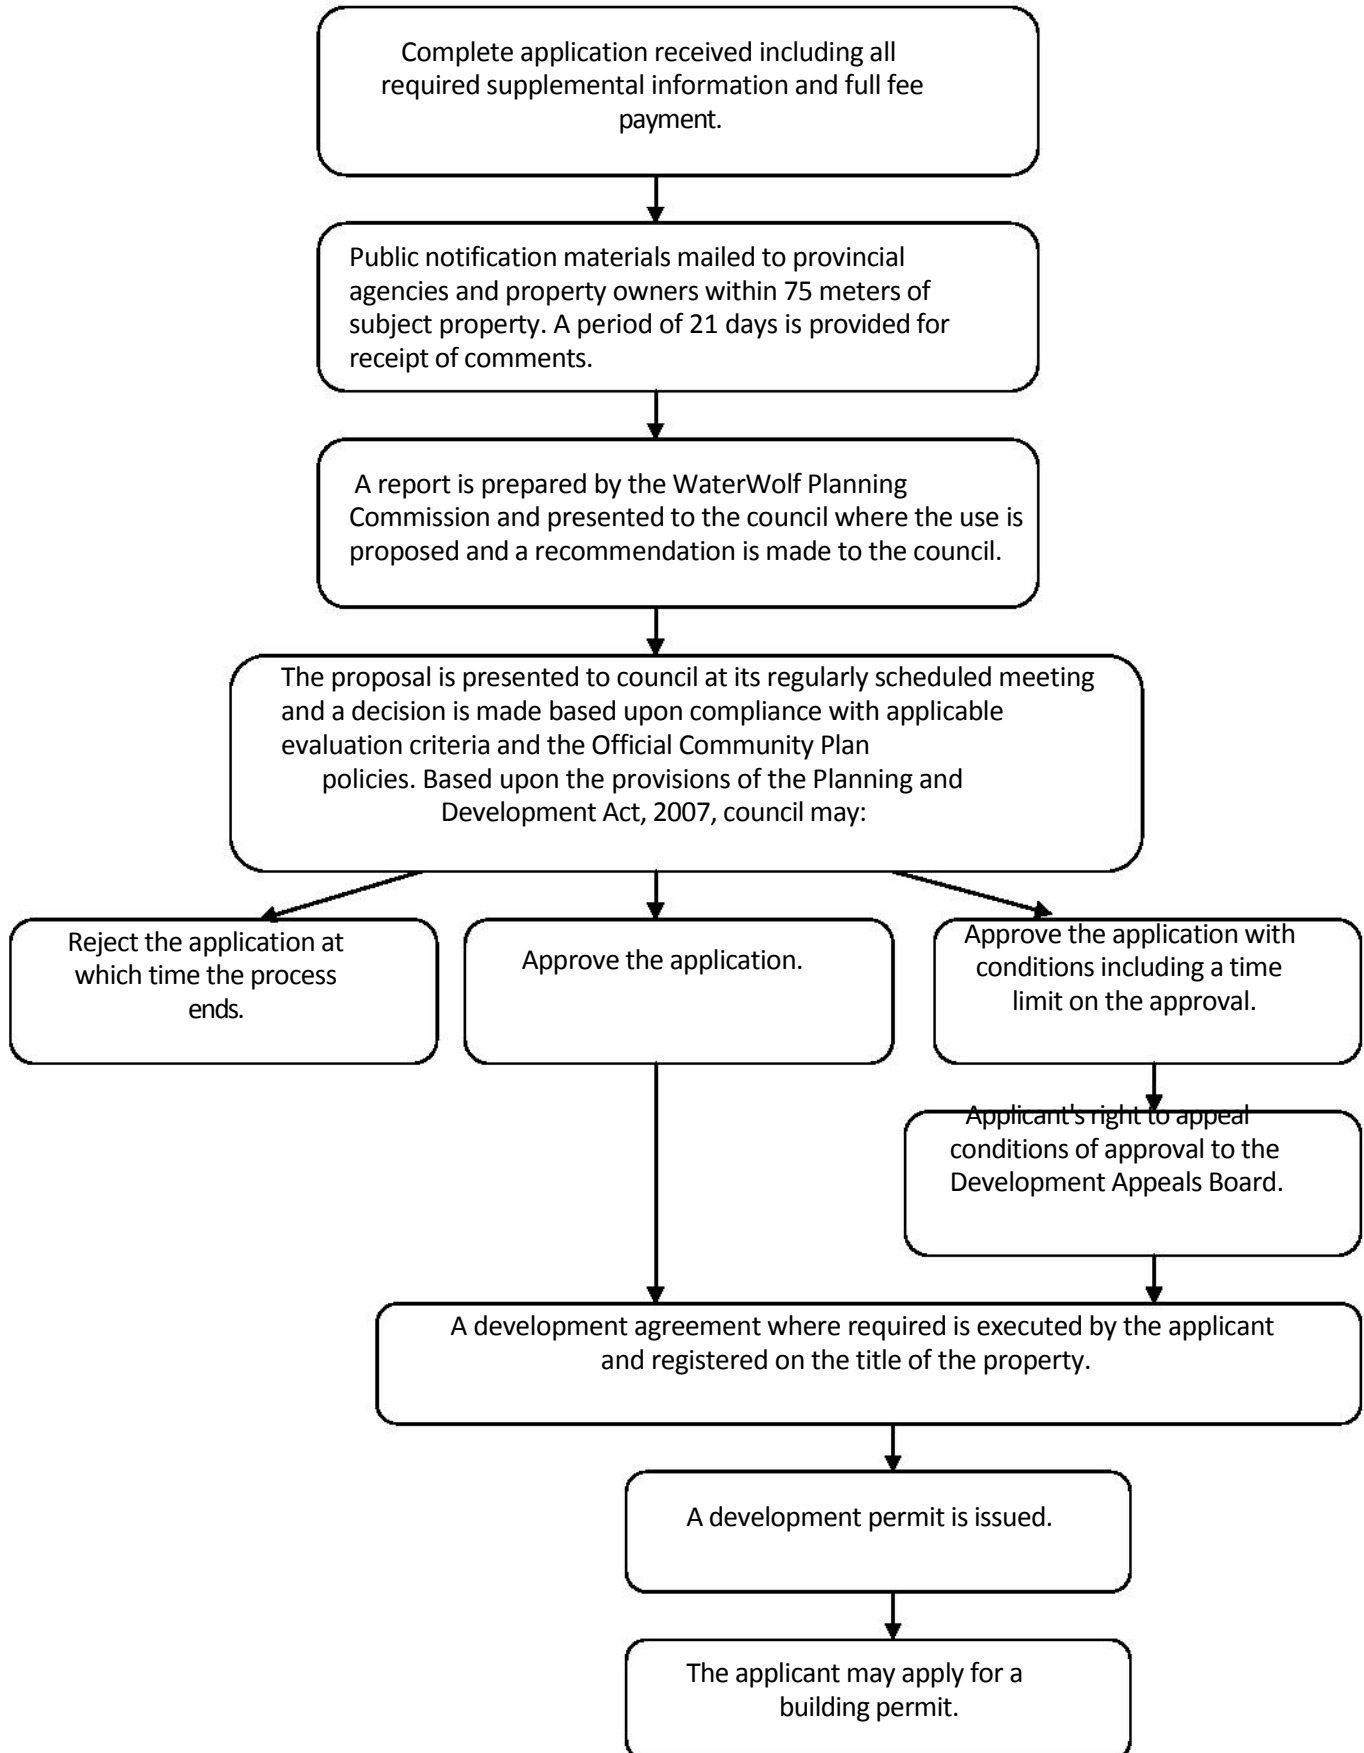 Complete application received including all
required supplemental information and full fee
payment.
Public notification materials mailed to provincial
agencies and property owners within 75 meters of
subject property. A period of 21 days is provided for
receipt of comments.
A report is prepared by the WaterWolf Planning
Commission and presented to the council where the use is
proposed and a recommendation is made to the council.
The proposal is presented to council at its regularly scheduled meeting
and a decision is made based upon compliance with applicable
evaluation criteria and the Official Community Plan
policies. Based upon the provisions of the Planning and
Development Act, 2007, council may:
Reject the application at
which time the process
ends.
Approve the application.
Approve the application with
conditions including a time
limit on the approval.
Applicant's right to appeal
conditions of approval to the
Development Appeals Board.
A development agreement where required is executed by the applicant
and registered on the title of the property.
A development permit is issued.
The applicant may apply for a
building permit.